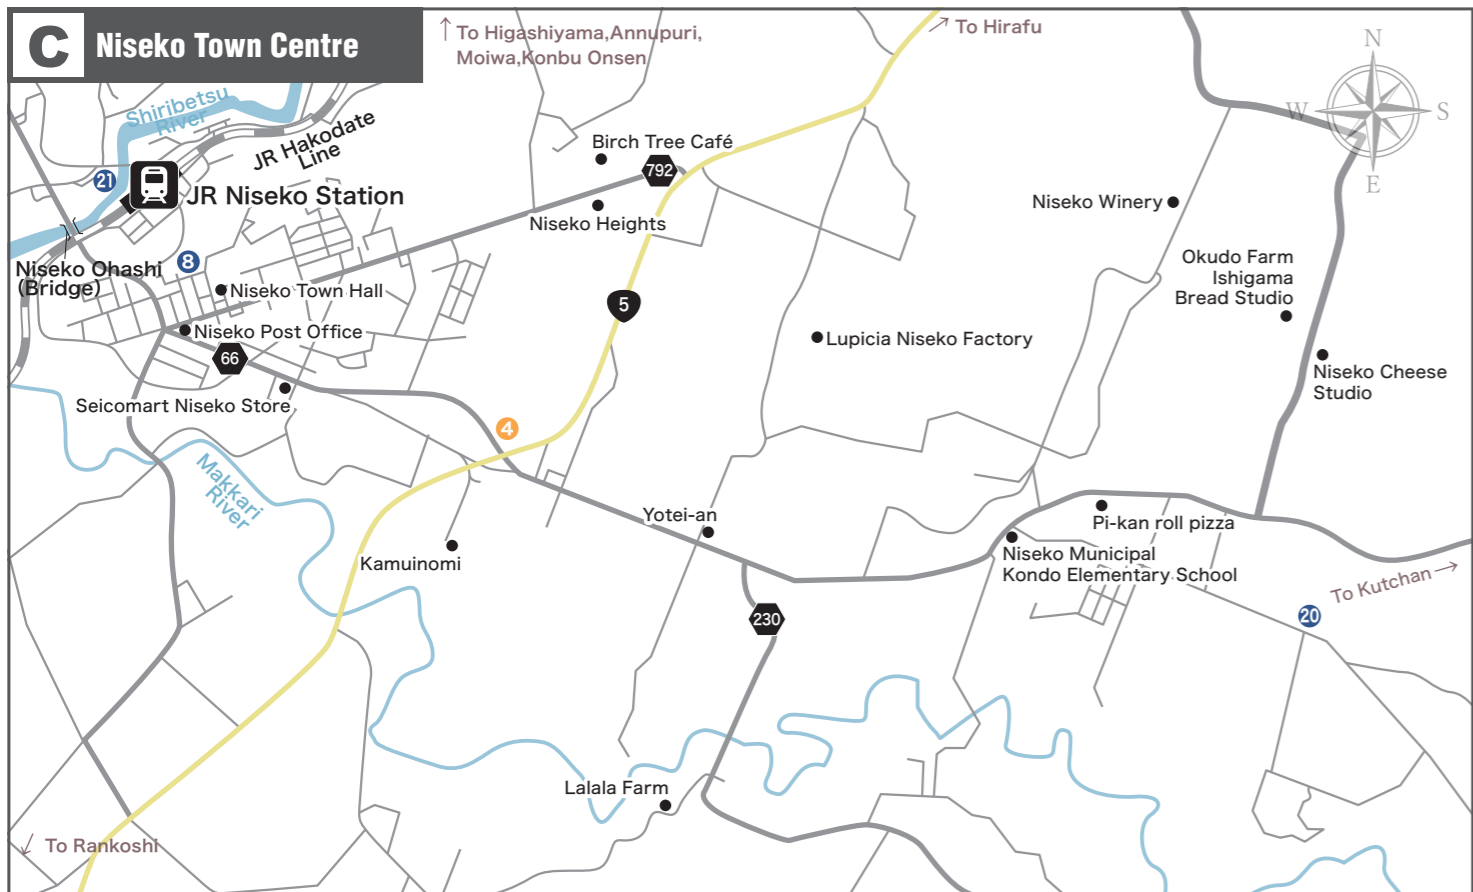 C
Niseko Town Centre
↑ To Higashiyama,Annupuri,
Moiwa,Konbu Onsen
↗ To Hirafu
N
W
S
E
Shiribetsu
River
JR Hakodate
Line
21
JR Niseko Station
Birch Tree Café
792
Niseko Heights
Niseko Winery
8
Niseko Ohashi
(Bridge)
Niseko Town Hall
Okudo Farm
Ishigama
Bread Studio
5
Niseko Post Office
Lupicia Niseko Factory
66
Niseko Cheese
Studio
Seicomart Niseko Store
4
Makkari
River
Yotei-an
Pi-kan roll pizza
Kamuinomi
Niseko Municipal
Kondo Elementary School
To Kutchan →
230
20
Lalala Farm
↙ To Rankoshi